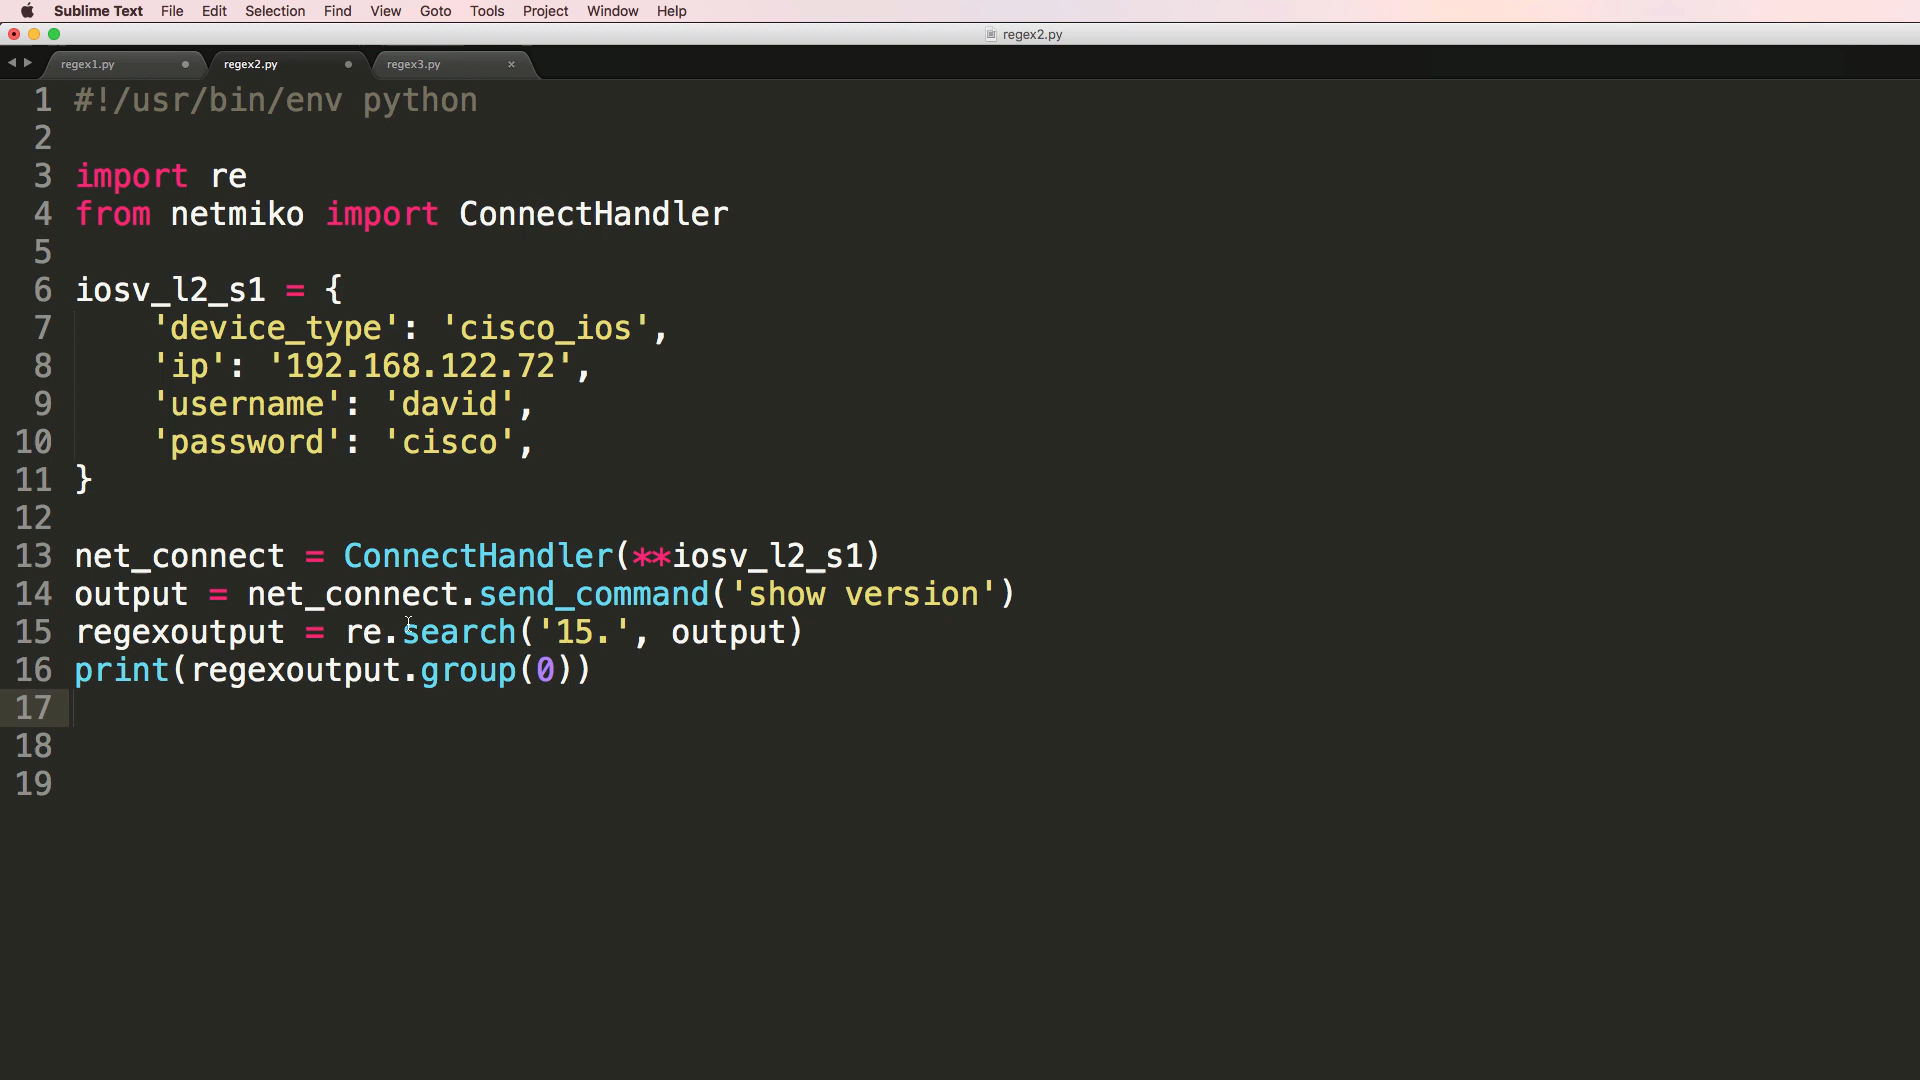 Sublime Text File Edit Selection Find View Goto Tools Project Window Help
regex2.py
regex1.py regex2.py regex3.py
1 #!/usr/bin/env python
2
3 import re
4 from netmiko import ConnectHandler
5
6 iosv_l2_s1 = {
7     'device_type': 'cisco_ios',
8     'ip': '192.168.122.72',
9     'username': 'david',
10     'password': 'cisco',
11 }
12
13 net_connect = ConnectHandler(**iosv_l2_s1)
14 output = net_connect.send_command('show version')
15 regexoutput = re.search('15.', output)
16 print(regexoutput.group(0))
17
18
19